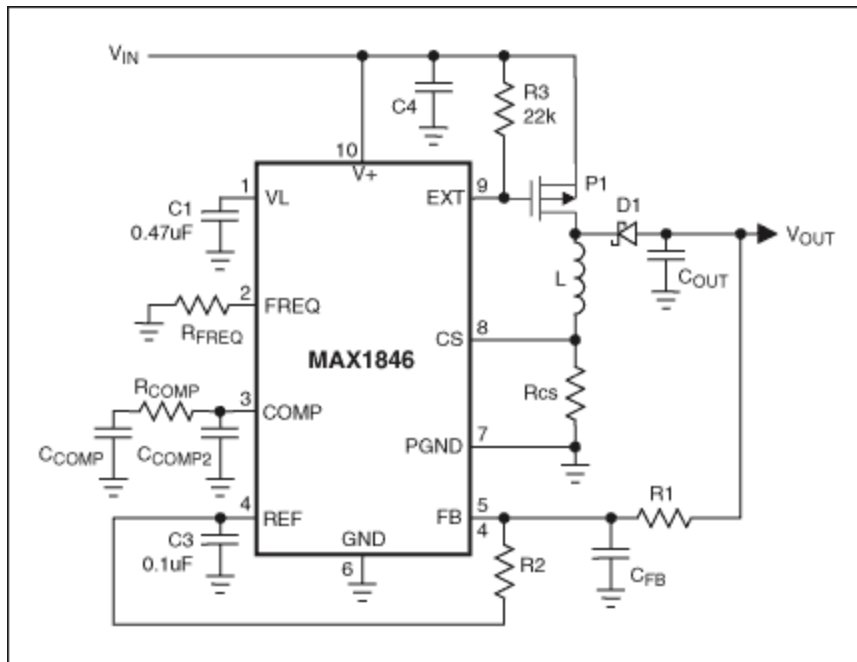 VIN
C4
R3
22k
10
V+
P1
1
VL
EXT
9
C1
0.47uF
D1
VOUT
COUT
L
2
FREQ
RFREQ
CS
8
MAX1846
RCOMP
3
COMP
Rcs
CCOMP
CCOMP2
PGND
7
4
REF
FB
5
4
R1
C3
0.1uF
GND
6
R2
CFB